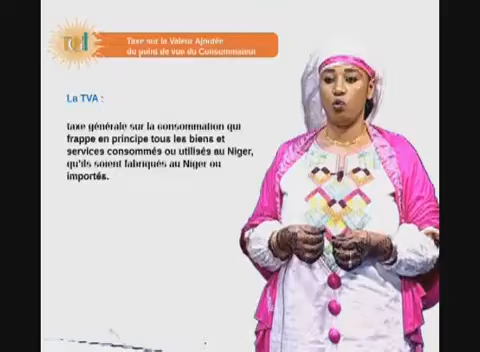 Taxe sur la Valeur Ajoutée
du point de vue du Consommateur
La TVA :
taxe générale sur la consommation qui
frappe en principe tous les biens et
services consommés ou utilisés au Niger,
qu'ils soient fabriqués au Niger ou
importés.